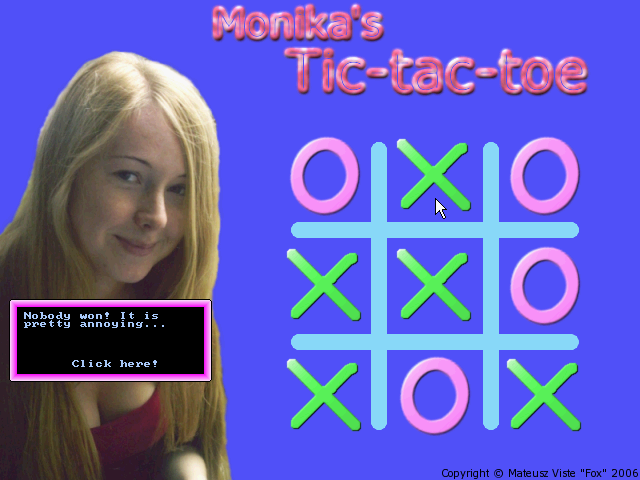 Monika's
Tic-tac-toe
O X O
X X O
X O X
Nobody won! It is
pretty annoying...
Click here!
Copyright © Mateusz Viste "Fox" 2006